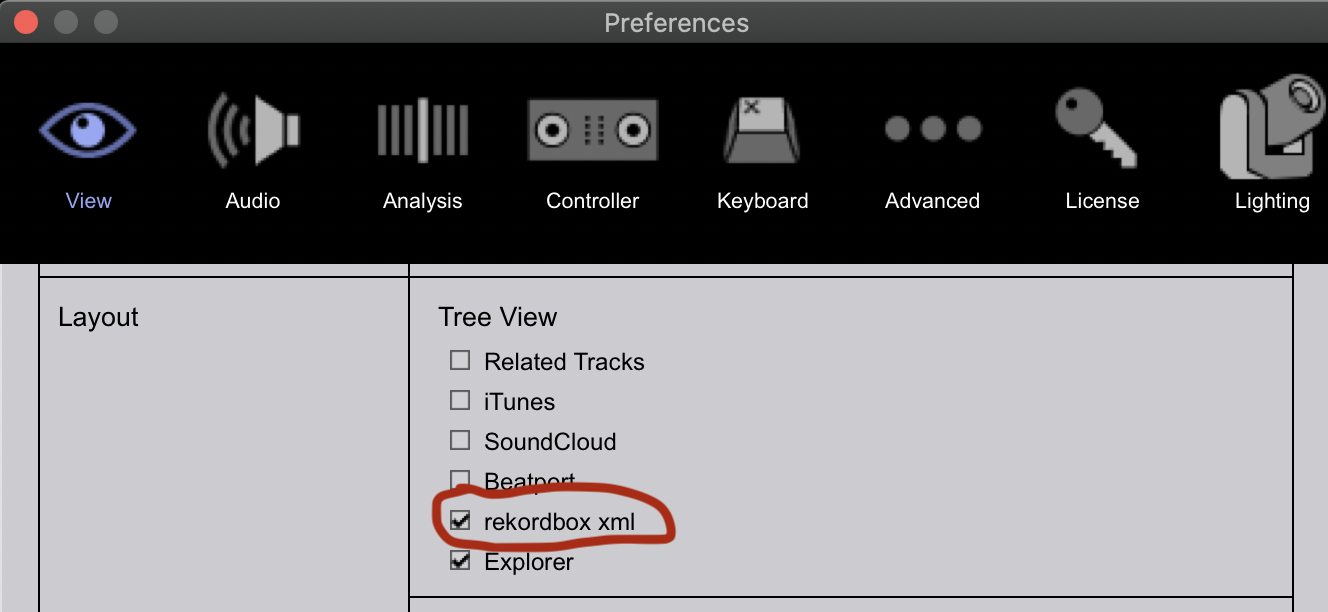 Preferences
View Audio Analysis Controller Keyboard Advanced License Lighting
Layout
Tree View
Related Tracks
iTunes
SoundCloud
Beatport
rekordbox xml
Explorer